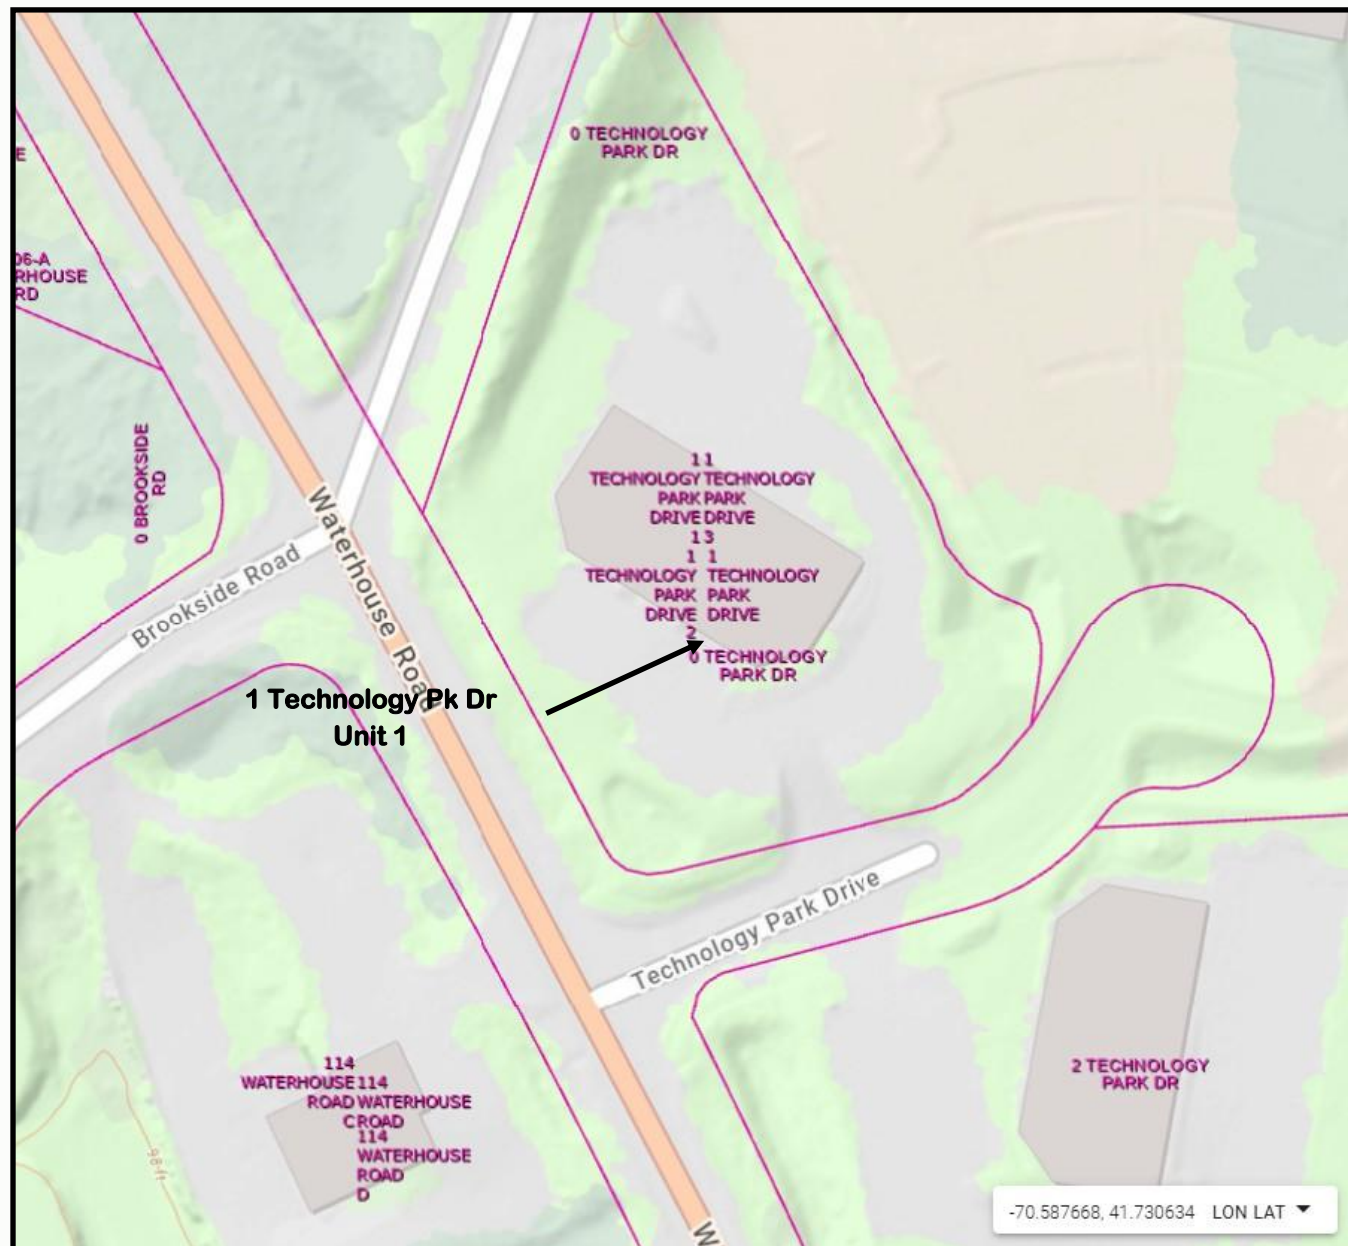 0 TECHNOLOGY
PARK DR
E
06-A
RHOUSE
RD
0 BROOKSIDE
RD
1 1
TECHNOLOGY TECHNOLOGY
PARK PARK
DRIVE DRIVE
1 3
1 1
TECHNOLOGY TECHNOLOGY
PARK PARK
DRIVE DRIVE
2
0 TECHNOLOGY
PARK DR
Waterhouse Road
Brookside Road
1 Technology Pk Dr
Unit 1
Technology Park Drive
114
WATERHOUSE 114
ROAD WATERHOUSE
C ROAD
114
WATERHOUSE
ROAD
D
98 ft
2 TECHNOLOGY
PARK DR
W
-70.587668, 41.730634 LON LAT